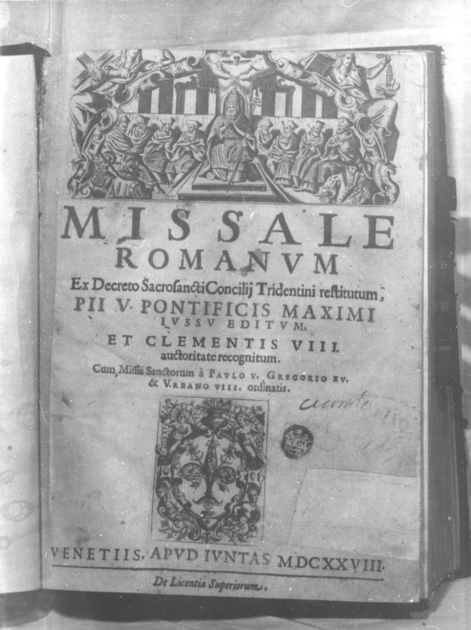 MISSALE
ROMANVM
Ex Decreto Sacrosancti Concilij Tridentini restitutum,
PII V. PONTIFICIS MAXIMI
IVSSV EDITVM,
ET CLEMENTIS VIII.
auctoritate recognitum.
Cum Missis Sanctorum à PAVLO V. GREGORIO XV.
& VRBANO VIII. ordinatis.
VENETIIS, APVD IVNTAS MDCXXVIII.
De Licentia Superiorum.